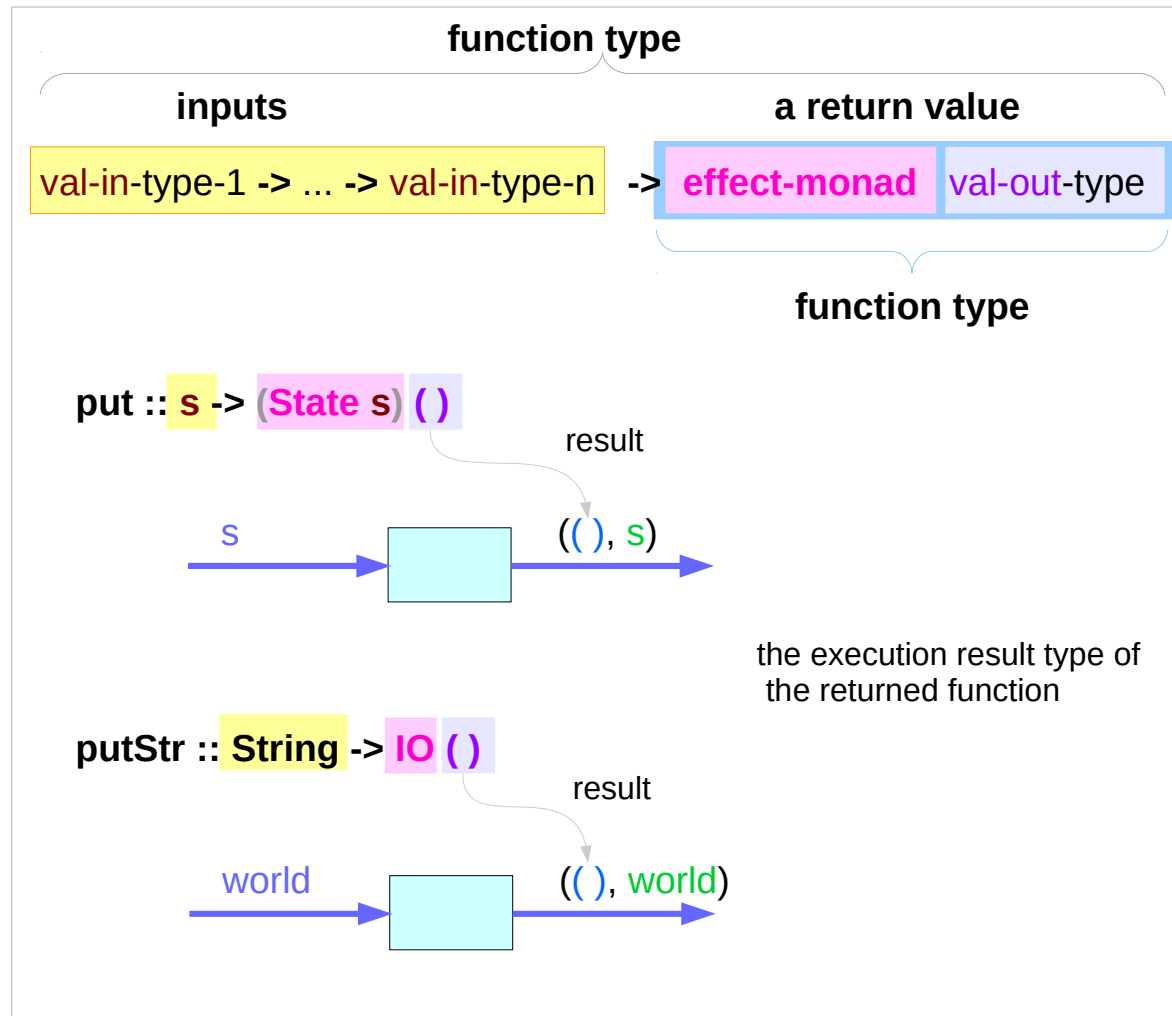 function type
inputs a return value
val-in-type-1 -> ... -> val-in-type-n -> effect-monad val-out-type
function type
put :: s -> (State s) ( )
result
s (( ), s)
the execution result type of
the returned function
putStr :: String -> IO ( )
result
world (( ), world)